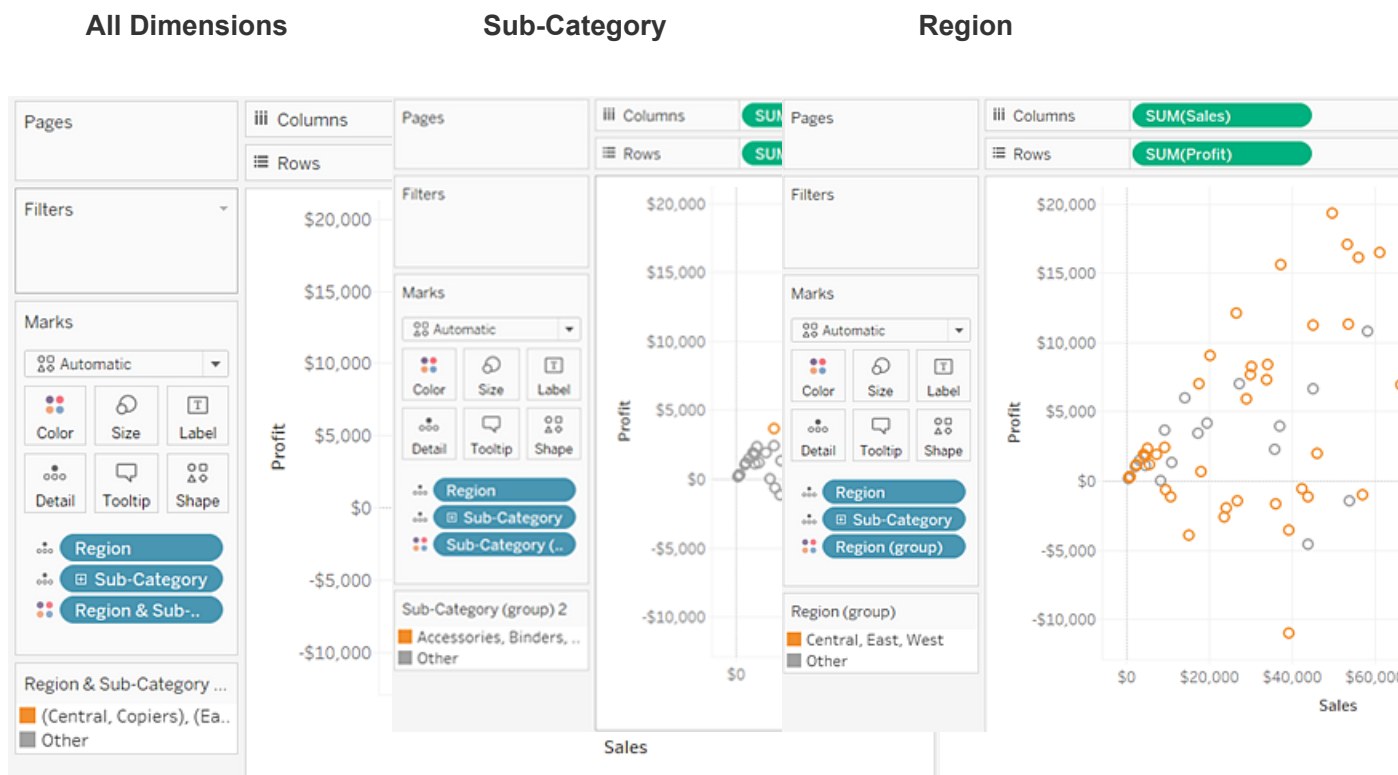 All Dimensions
Sub-Category
Region
Pages
Columns
Rows
Filters
$20,000
$15,000
$10,000
$5,000
$0
-$5,000
-$10,000
Profit
Marks
Automatic
Color
Size
Label
Detail
Tooltip
Shape
Region
Sub-Category
Region & Sub-..
Region & Sub-Category ...
(Central, Copiers), (Ea..
Other
Pages
Columns
SUM
Rows
SUM
Filters
$20,000
$15,000
$10,000
$5,000
$0
-$5,000
-$10,000
Profit
$0
Sales
Marks
Automatic
Color
Size
Label
Detail
Tooltip
Shape
Region
Sub-Category
Sub-Category (..
Sub-Category (group) 2
Accessories, Binders, ..
Other
Pages
Columns
SUM(Sales)
Rows
SUM(Profit)
Filters
$20,000
$15,000
$10,000
$5,000
$0
-$5,000
-$10,000
Profit
$0
$20,000
$40,000
$60,000
Sales
Marks
Automatic
Color
Size
Label
Detail
Tooltip
Shape
Region
Sub-Category
Region (group)
Region (group)
Central, East, West
Other